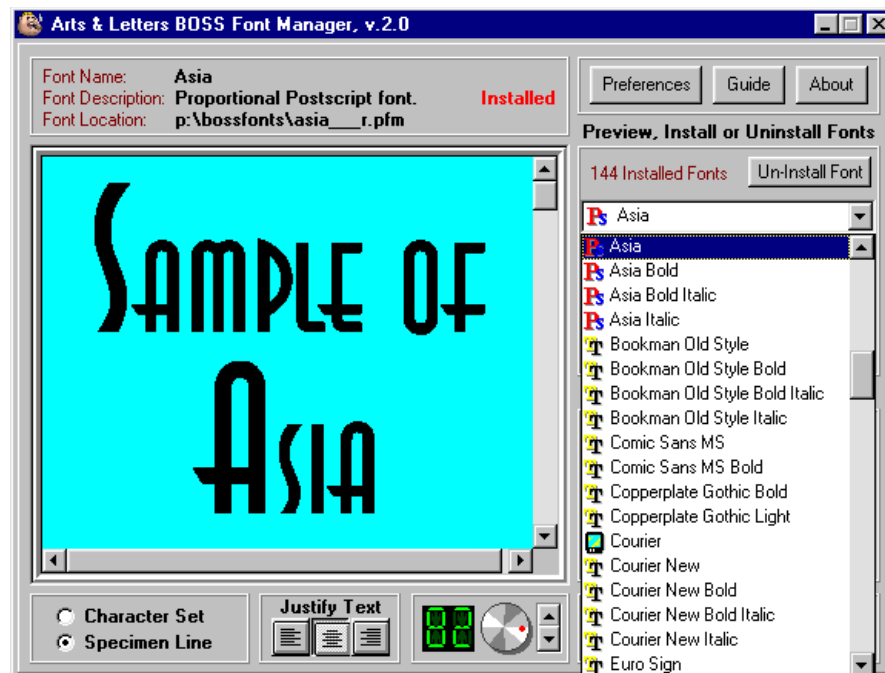 Arts & Letters BOSS Font Manager, v.2.0
Font Name: Asia
Font Description: Proportional Postscript font. Installed
Font Location: p:\bossfonts\asia___r.pfm
Preferences Guide About
Preview, Install or Uninstall Fonts
144 Installed Fonts Un-Install Font
Asia
Asia
Asia Bold
Asia Bold Italic
Asia Italic
Bookman Old Style
Bookman Old Style Bold
Bookman Old Style Bold Italic
Bookman Old Style Italic
Comic Sans MS
Comic Sans MS Bold
Copperplate Gothic Bold
Copperplate Gothic Light
Courier
Courier New
Courier New Bold
Courier New Bold Italic
Courier New Italic
Euro Sign
Sample of
Asia
Character Set
Specimen Line
Justify Text